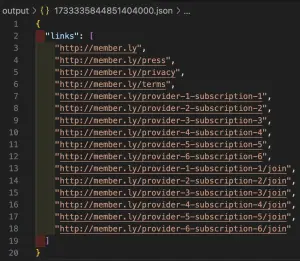 output > {} 1733335844851404000.json > ...
1
2 {
3 "links": [
4 "http://member.ly",
5 "http://member.ly/press",
6 "http://member.ly/privacy",
7 "http://member.ly/terms",
8 "http://member.ly/provider-1-subscription-1",
9 "http://member.ly/provider-2-subscription-2",
10 "http://member.ly/provider-3-subscription-3",
11 "http://member.ly/provider-4-subscription-4",
12 "http://member.ly/provider-5-subscription-5",
13 "http://member.ly/provider-6-subscription-6",
14 "http://member.ly/provider-1-subscription-1/join",
15 "http://member.ly/provider-2-subscription-2/join",
16 "http://member.ly/provider-3-subscription-3/join",
17 "http://member.ly/provider-4-subscription-4/join",
18 "http://member.ly/provider-5-subscription-5/join",
19 "http://member.ly/provider-6-subscription-6/join"
19 ]
20 }